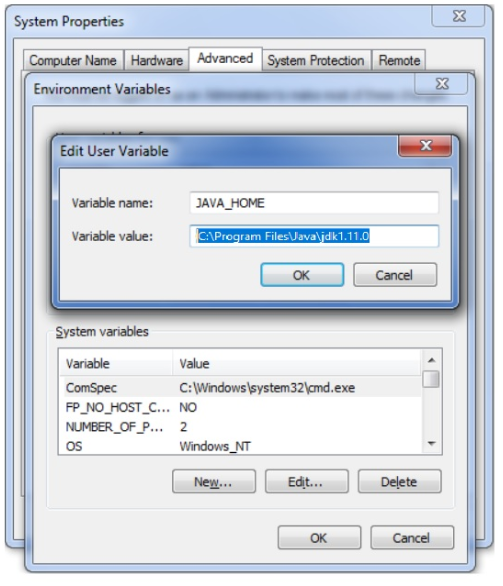 System Properties
Computer Name Hardware Advanced System Protection Remote
Environment Variables
Edit User Variable
Variable name: JAVA_HOME
Variable value: C:\Program Files\Java\jdk1.11.0
OK Cancel
System variables
Variable Value
ComSpec C:\Windows\system32\cmd.exe
FP_NO_HOST_C... NO
NUMBER_OF_P... 2
OS Windows_NT
New... Edit... Delete
OK Cancel